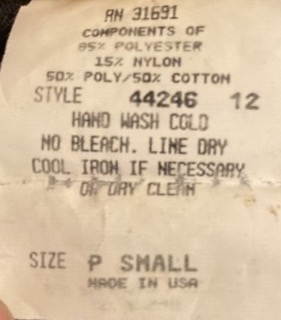 RN 31691
COMPONENTS OF
85% POLYESTER
15% NYLON
50% POLY/50% COTTON
STYLE 44246 12
HAND WASH COLD
NO BLEACH. LINE DRY
COOL IRON IF NECESSARY
OR DRY CLEAN
SIZE P SMALL
MADE IN USA